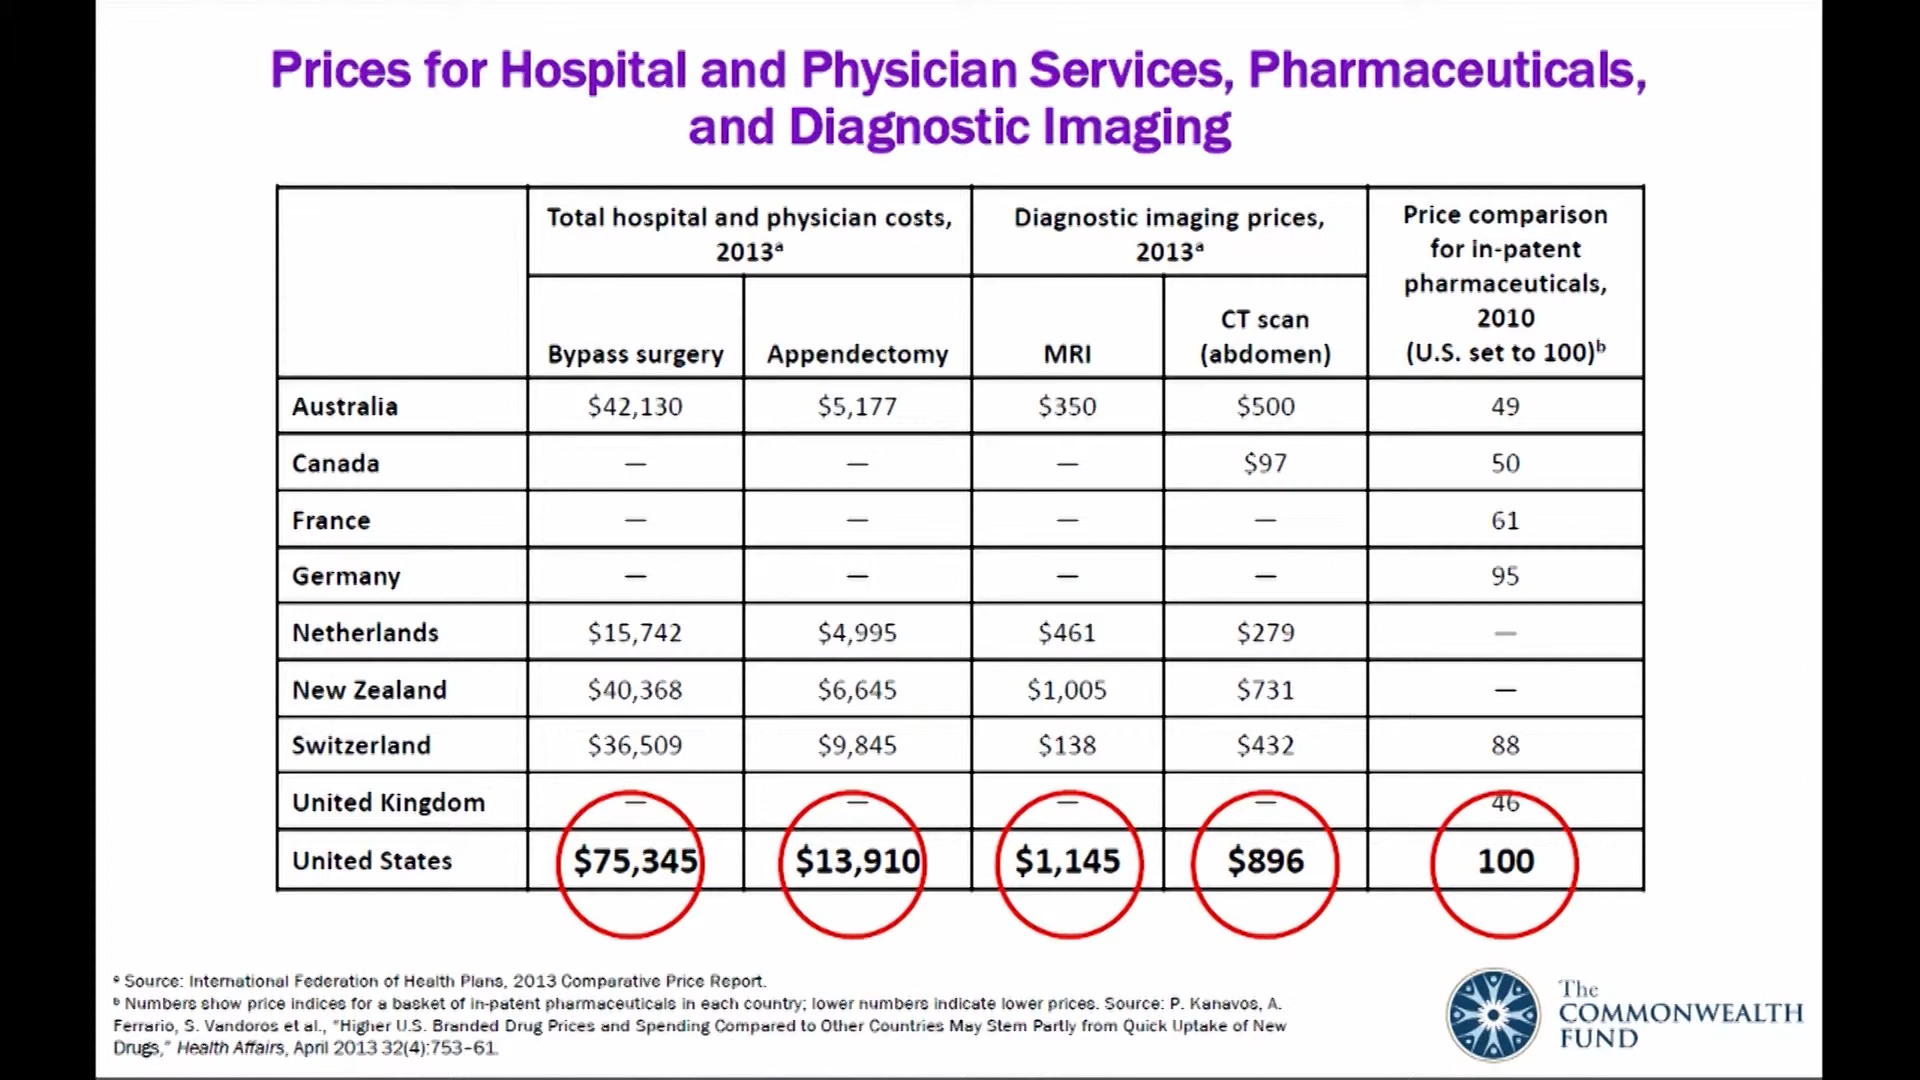 Prices for Hospital and Physician Services, Pharmaceuticals,
and Diagnostic Imaging
Total hospital and physician costs,
2013ᵃ
Diagnostic imaging prices,
2013ᵃ
Price comparison
for in-patent
pharmaceuticals,
2010
(U.S. set to 100)ᵇ
Bypass surgery
Appendectomy
MRI
CT scan
(abdomen)
Australia $42,130 $5,177 $350 $500 49
Canada — — — $97 50
France — — — — 61
Germany — — — — 95
Netherlands $15,742 $4,995 $461 $279 —
New Zealand $40,368 $6,645 $1,005 $731 —
Switzerland $36,509 $9,845 $138 $432 88
United Kingdom — — — — 46
United States $75,345 $13,910 $1,145 $896 100
ᵃ Source: International Federation of Health Plans, 2013 Comparative Price Report.
ᵇ Numbers show price indices for a basket of in-patent pharmaceuticals in each country; lower numbers indicate lower prices. Source: P. Kanavos, A.
Ferrario, S. Vandoros et al., "Higher U.S. Branded Drug Prices and Spending Compared to Other Countries May Stem Partly from Quick Uptake of New
Drugs," Health Affairs, April 2013 32(4):753–61.
The
COMMONWEALTH
FUND